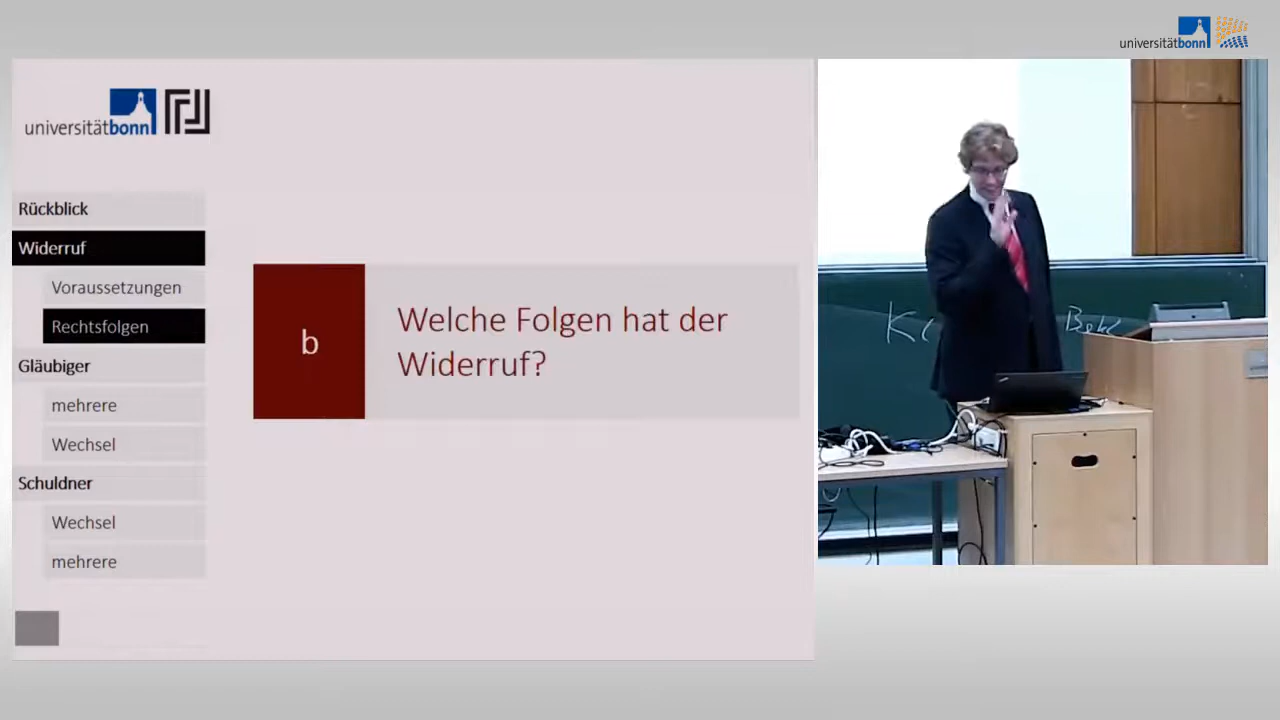 universitätbonn
universitätbonn
Rückblick
Widerruf
Voraussetzungen
Rechtsfolgen
Gläubiger
mehrere
Wechsel
Schuldner
Wechsel
mehrere
b
Welche Folgen hat der
Widerruf?